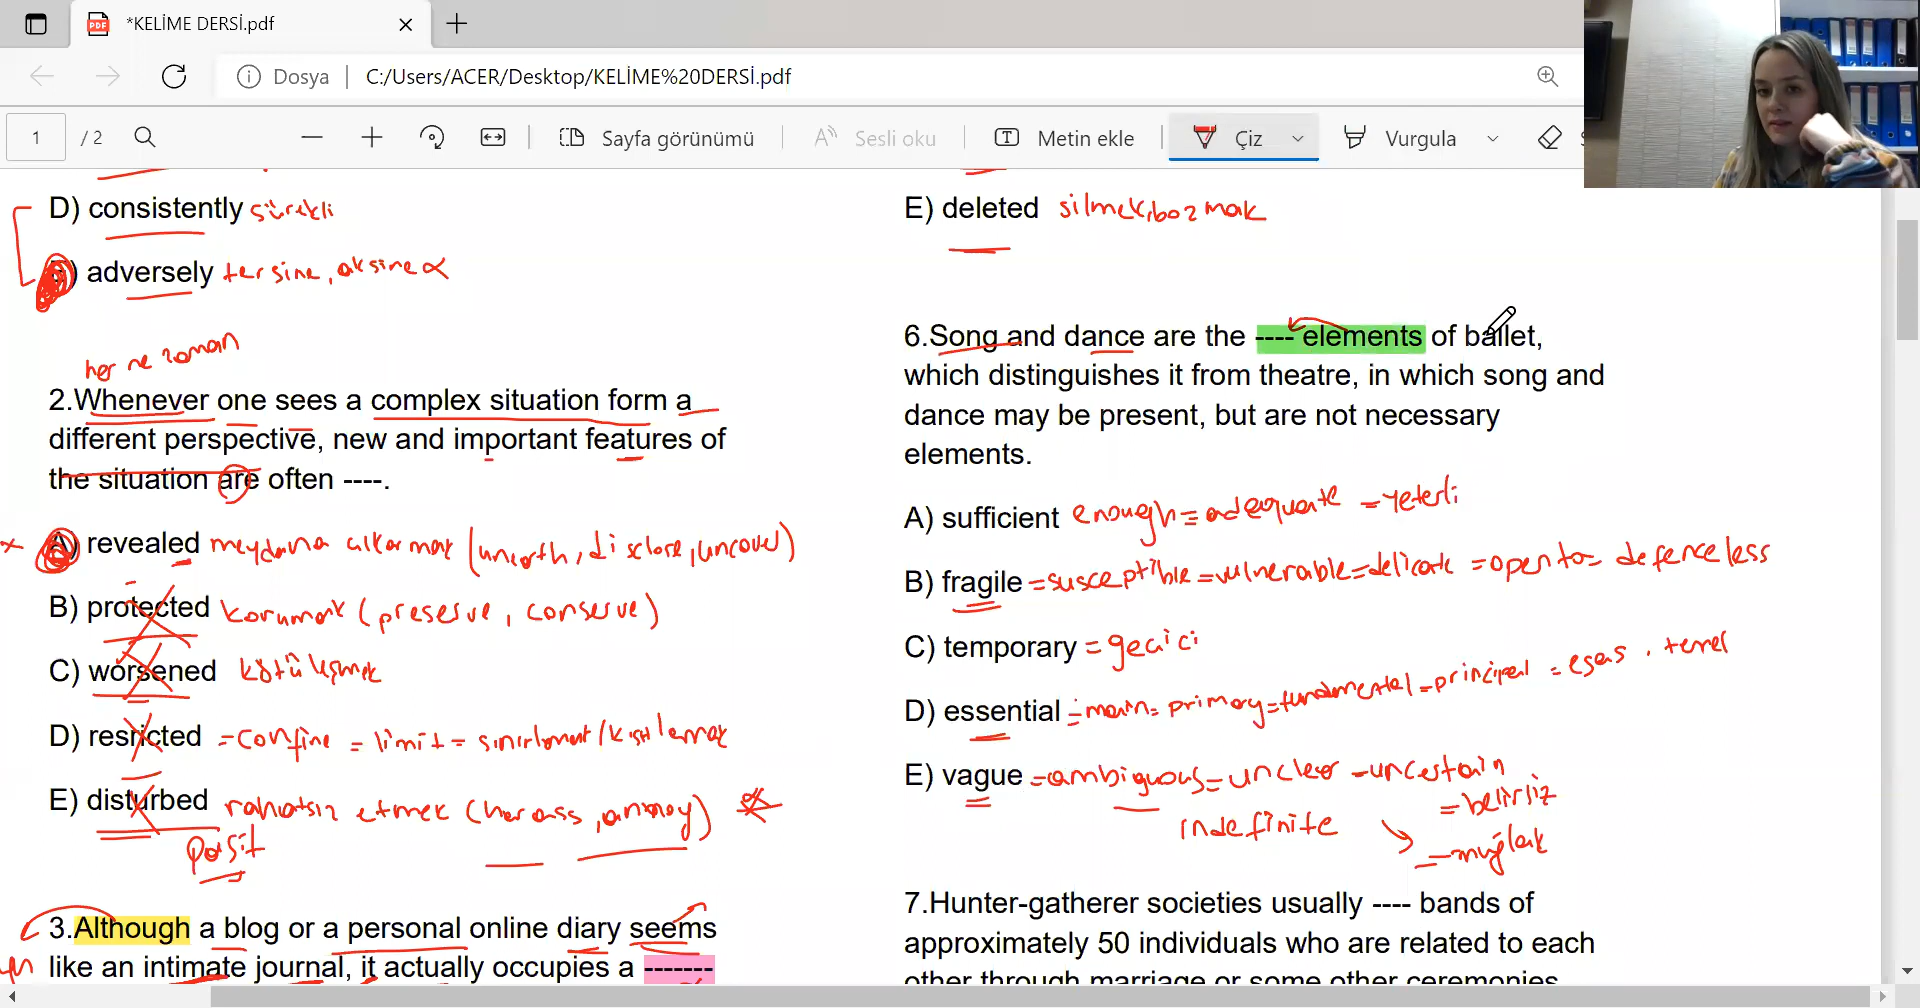 *KELİME DERSİ.pdf
Dosya | C:/Users/ACER/Desktop/KELİME%20DERSİ.pdf
1 / 2 Sayfa görünümü Sesli oku Metin ekle Çiz Vurgula
D) consistently sürekli
adversely tersine, aksine
her ne zaman
2.Whenever one sees a complex situation form a
different perspective, new and important features of
the situation are often ----.
A) revealed meydana çıkarmak (unearth, disclose, uncover)
B) protected korumak (preserve, conserve)
C) worsened kötüleşmek
D) resricted =confine = limit = sınırlamak/kısıtlamak
E) disturbed rahatsız etmek (harass, annoy)
3.Although a blog or a personal online diary seems
like an intimate journal, it actually occupies a -------
E) deleted silmek, bozmak
6.Song and dance are the ---- elements of ballet,
which distinguishes it from theatre, in which song and
dance may be present, but are not necessary
elements.
A) sufficient enough = adequate = yeterli
B) fragile =susceptible =vulnerable=delicate =open to= defenceless
C) temporary = geçici
D) essential =main= primary=fundamental=principal = esas, temel
E) vague =ambiguous= unclear =uncertain
= belirsiz
indefinite
=muğlak
7.Hunter-gatherer societies usually ---- bands of
approximately 50 individuals who are related to each
other through marriage or some other ceremonies